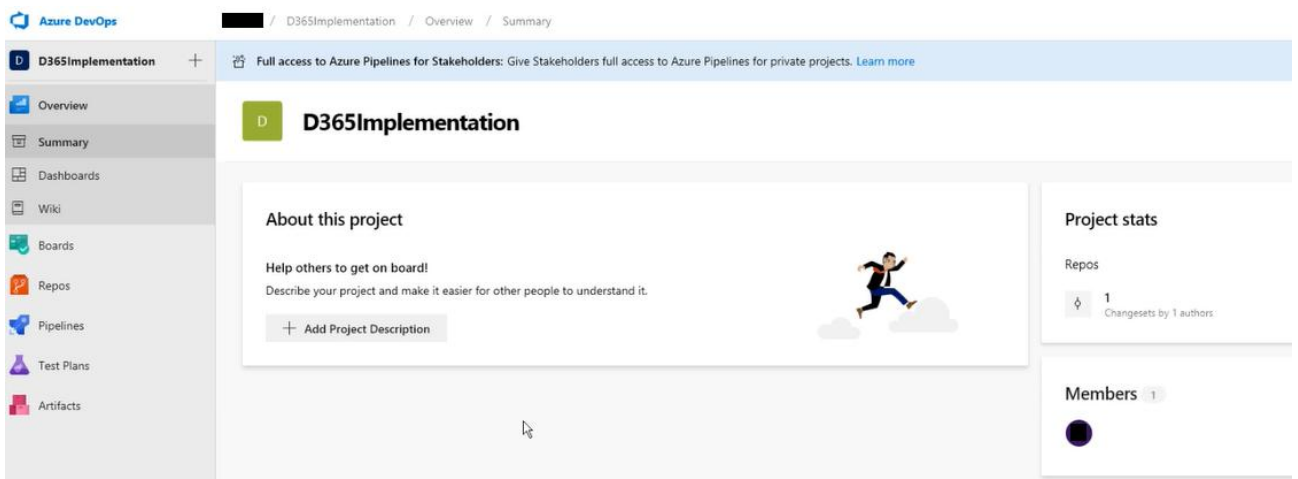 Azure DevOps
/ D365Implementation / Overview / Summary
D D365Implementation +
Full access to Azure Pipelines for Stakeholders: Give Stakeholders full access to Azure Pipelines for private projects. Learn more
Overview
Summary
Dashboards
Wiki
Boards
Repos
Pipelines
Test Plans
Artifacts
D D365Implementation
About this project
Help others to get on board!
Describe your project and make it easier for other people to understand it.
+ Add Project Description
Project stats
Repos
1
Changesets by 1 authors
Members 1